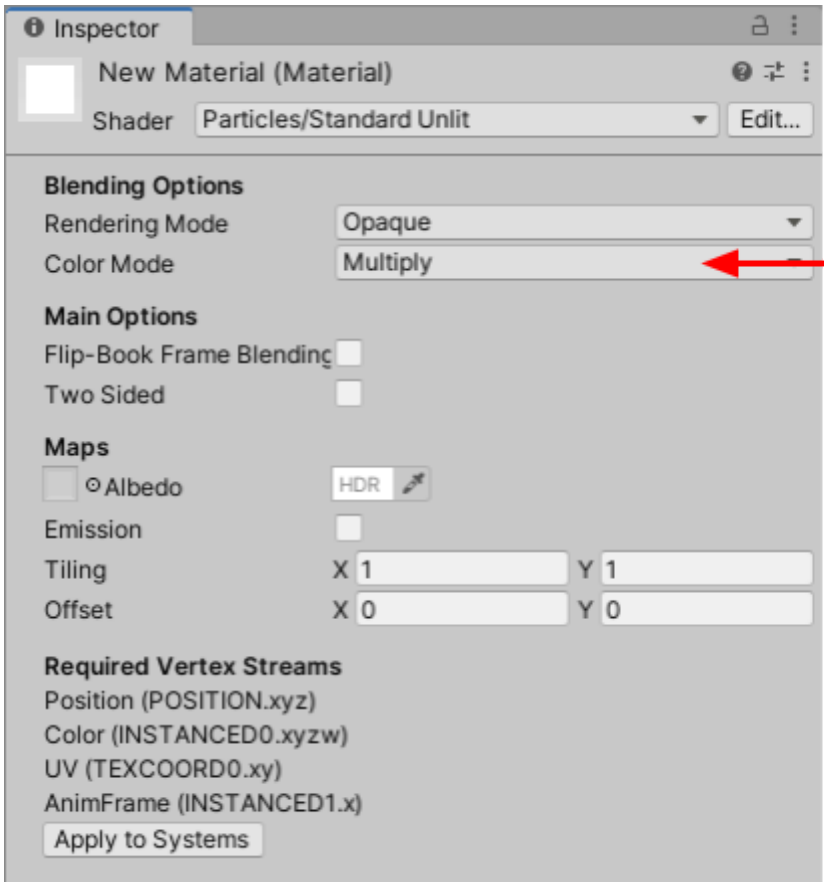 Inspector
New Material (Material)
Shader Particles/Standard Unlit Edit...
Blending Options
Rendering Mode Opaque
Color Mode Multiply
Main Options
Flip-Book Frame Blending
Two Sided
Maps
Albedo HDR
Emission
Tiling X 1 Y 1
Offset X 0 Y 0
Required Vertex Streams
Position (POSITION.xyz)
Color (INSTANCED0.xyzw)
UV (TEXCOORD0.xy)
AnimFrame (INSTANCED1.x)
Apply to Systems